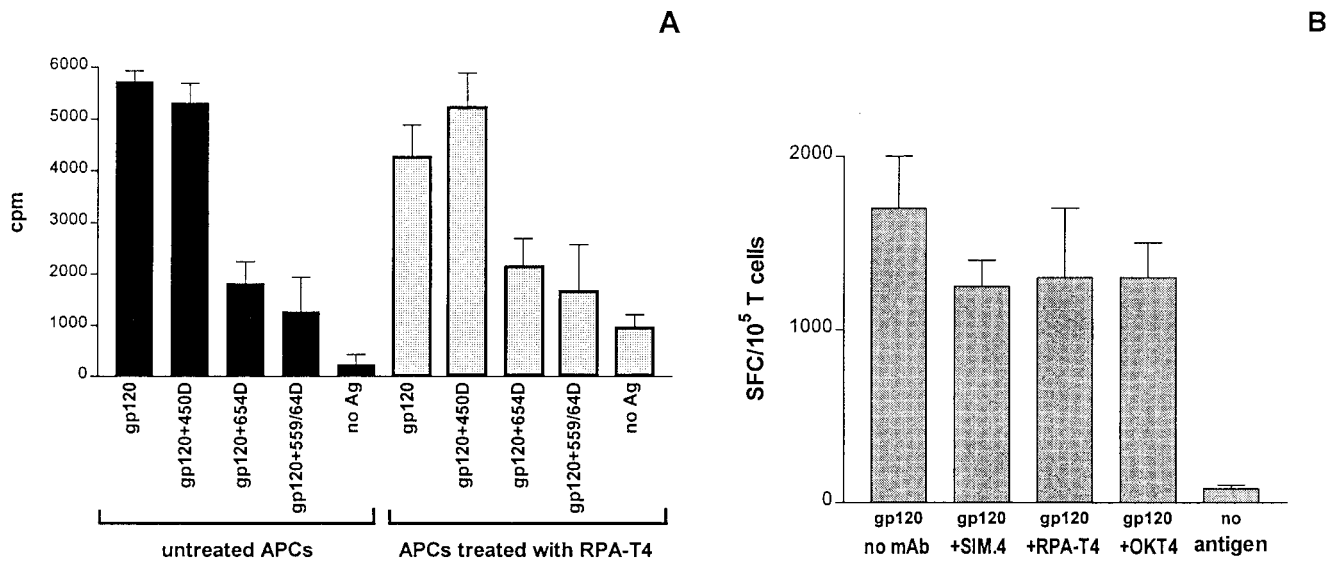 A
cpm
6000
5000
4000
3000
2000
1000
0
gp120
gp120+450D
gp120+654D
gp120+559/64D
no Ag
gp120
gp120+450D
gp120+654D
gp120+559/64D
no Ag
untreated APCs
APCs treated with RPA-T4
B
SFC/10⁵ T cells
2000
1000
0
gp120 gp120 gp120 gp120 no
no mAb +SIM.4 +RPA-T4 +OKT4 antigen